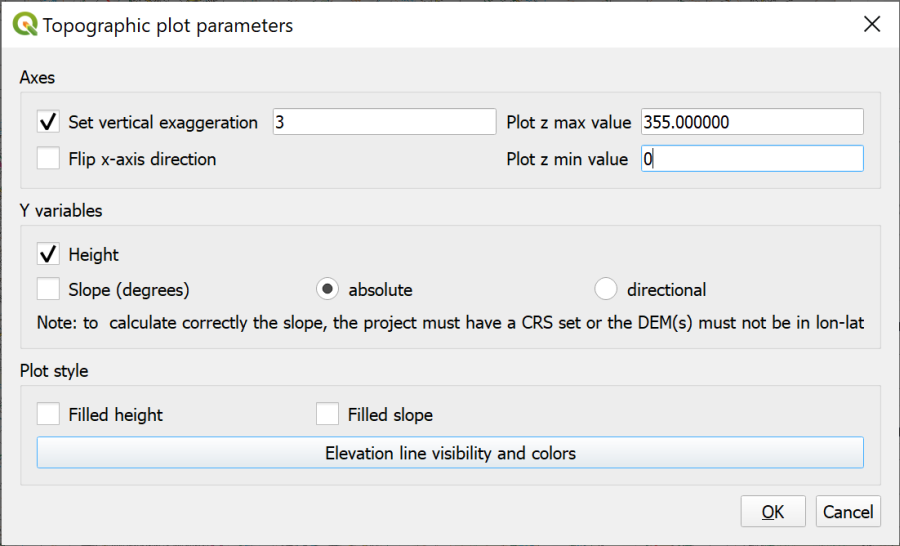 Topographic plot parameters
Axes
Set vertical exaggeration 3 Plot z max value 355.000000
Flip x-axis direction Plot z min value 0
Y variables
Height
Slope (degrees) absolute directional
Note: to  calculate correctly the slope, the project must have a CRS set or the DEM(s) must not be in lon-lat
Plot style
Filled height Filled slope
Elevation line visibility and colors
OK Cancel